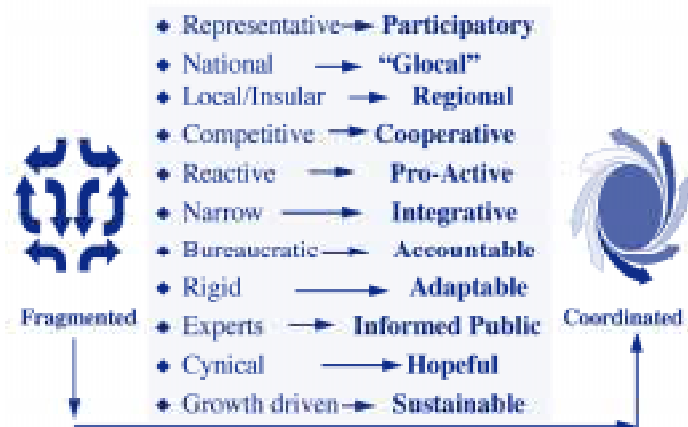 Representative Participatory
National "Glocal"
Local/Insular Regional
Competitive Cooperative
Reactive Pro-Active
Narrow Integrative
Bureaucratic Accountable
Rigid Adaptable
Fragmented
Experts Informed Public
Coordinated
Cynical Hopeful
Growth driven Sustainable